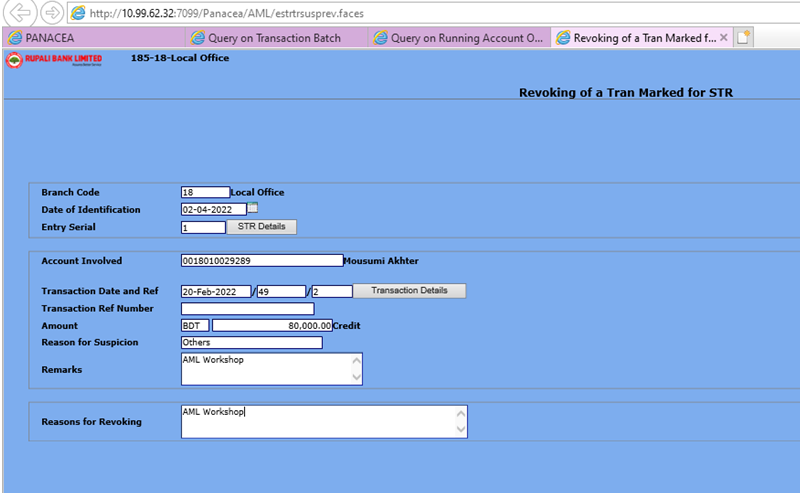 http://10.99.62.32:7099/Panacea/AML/estrtrsusprev.faces
PANACEA Query on Transaction Batch Query on Running Account O... Revoking of a Tran Marked f... ×
RUPALI BANK LIMITED 185-18-Local Office
Revoking of a Tran Marked for STR
Branch Code 18 Local Office
Date of Identification 02-04-2022
Entry Serial 1 STR Details
Account Involved 0018010029289 Mousumi Akhter
Transaction Date and Ref 20-Feb-2022 / 49 / 2 Transaction Details
Transaction Ref Number
Amount BDT 80,000.00 Credit
Reason for Suspicion Others
Remarks AML Workshop
Reasons for Revoking AML Workshop